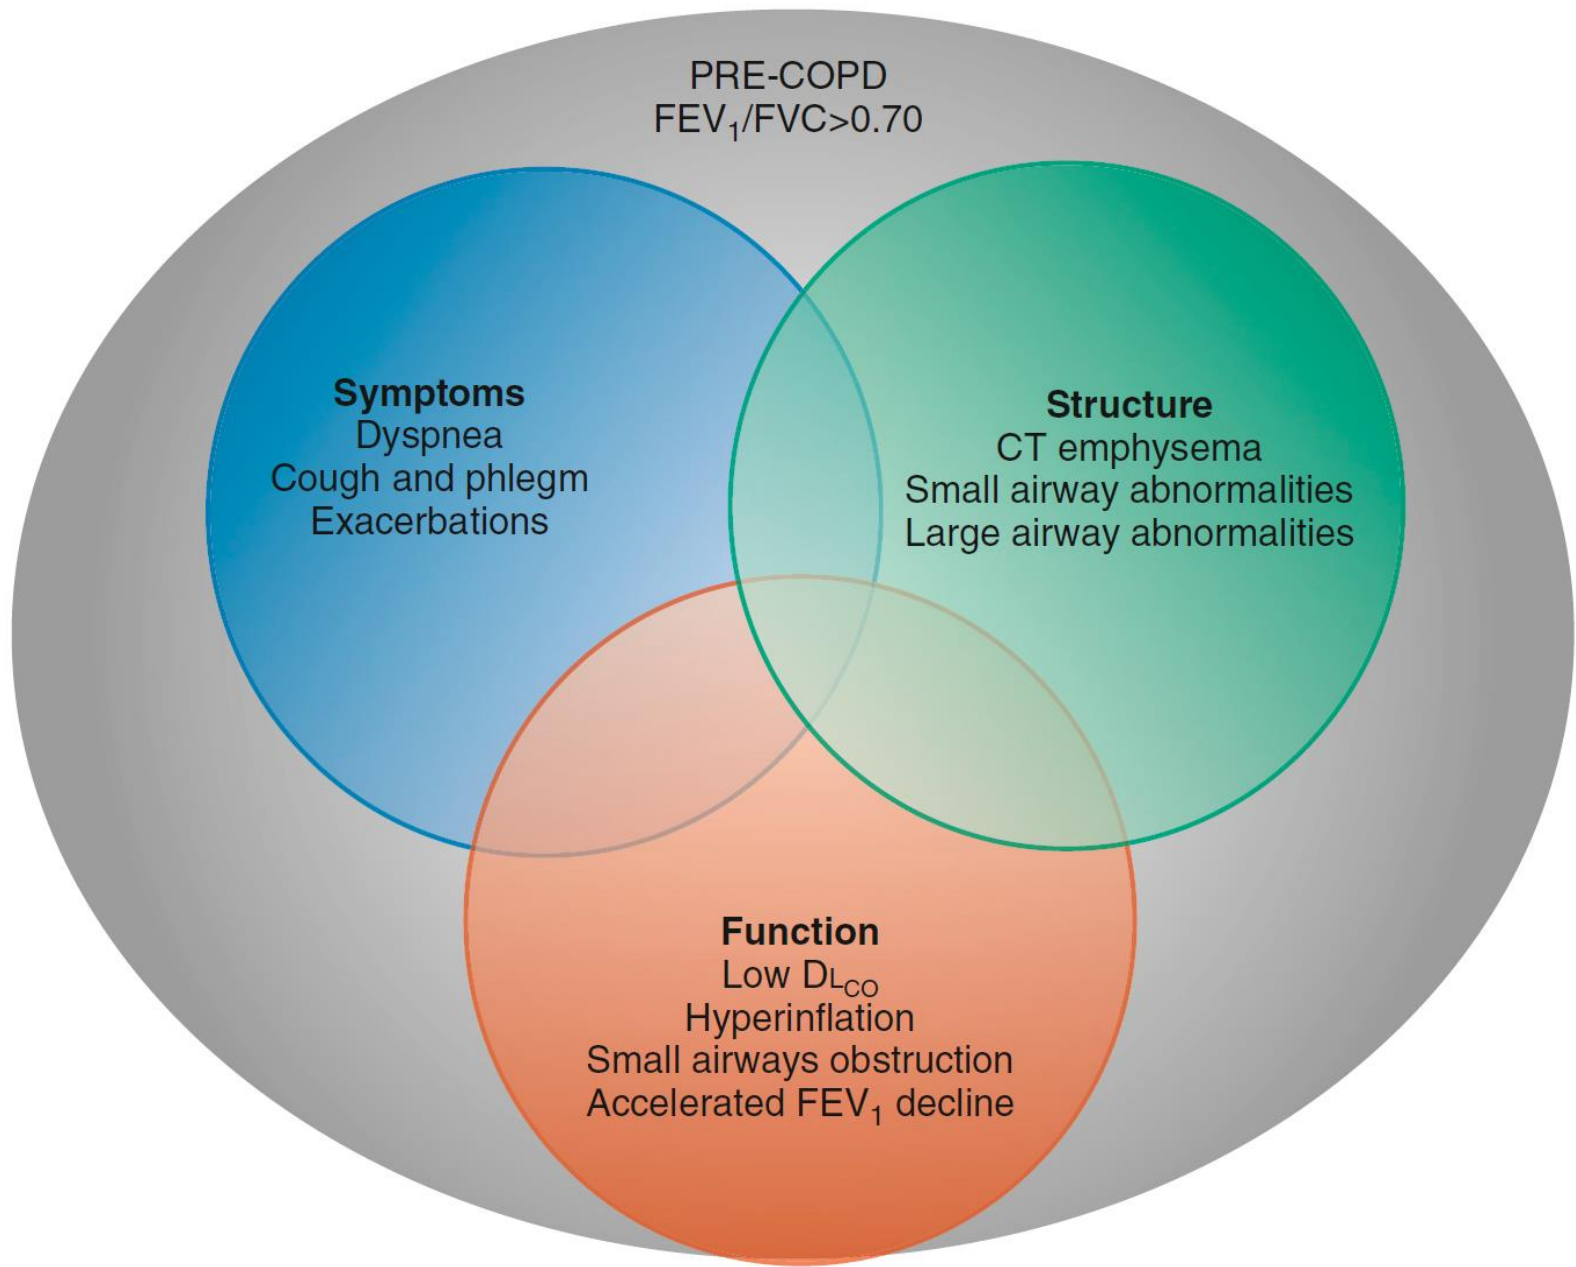 PRE-COPD
FEV₁/FVC>0.70
Symptoms
Dyspnea
Cough and phlegm
Exacerbations
Structure
CT emphysema
Small airway abnormalities
Large airway abnormalities
Function
Low DLCO
Hyperinflation
Small airways obstruction
Accelerated FEV₁ decline